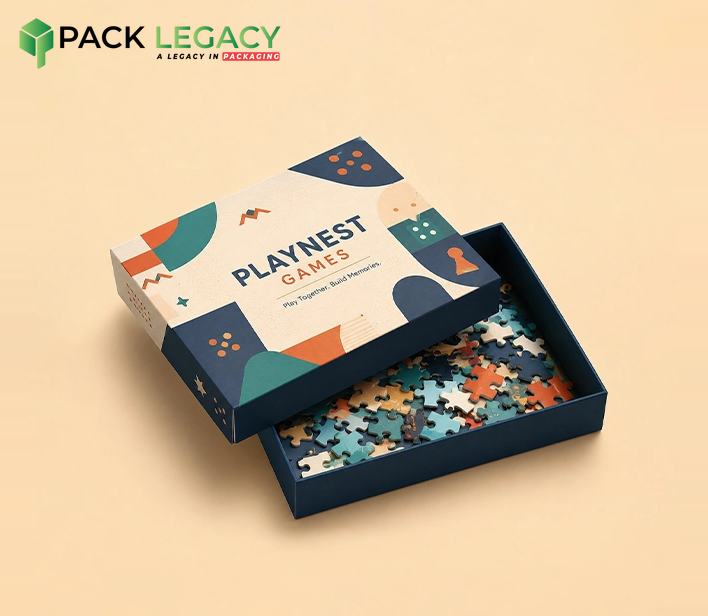 PACK LEGACY
A LEGACY IN PACKAGING
PLAYNEST
GAMES
Play Together. Build Memories.